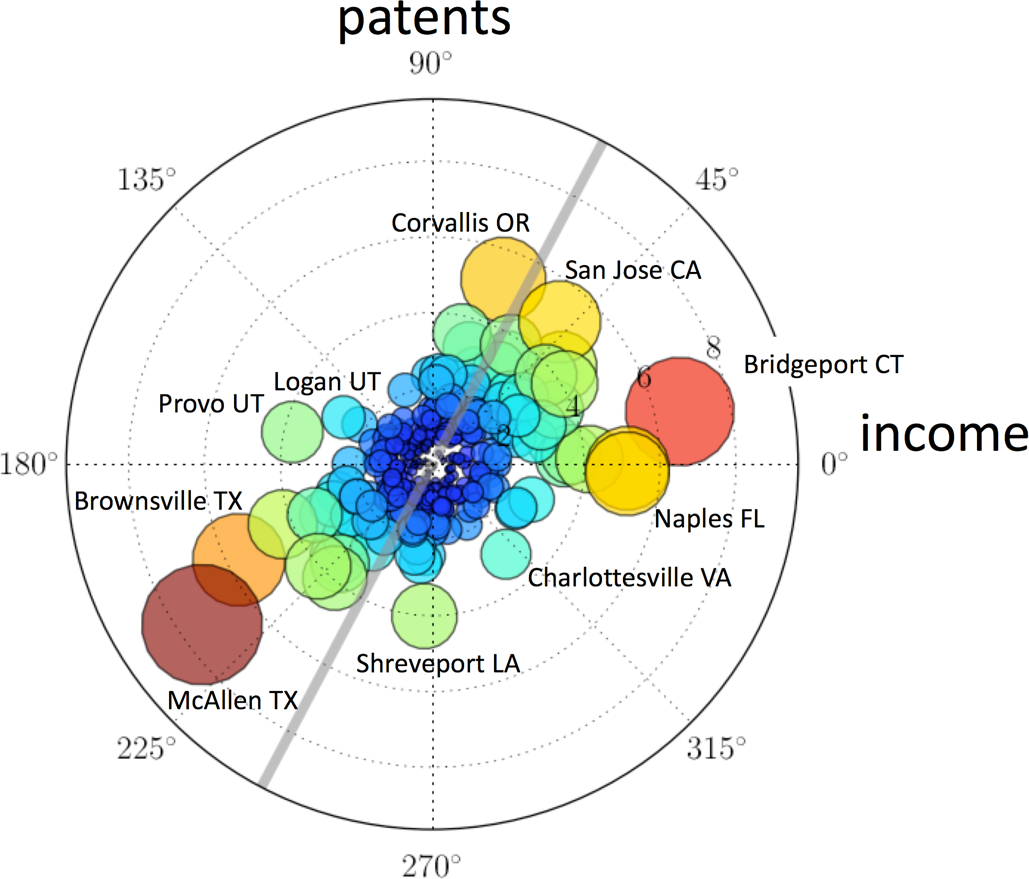 patents
90°
135°
45°
Corvallis OR
San Jose CA
8
Bridgeport CT
6
Logan UT
Provo UT
4
income
2
180°
0°
Brownsville TX
Naples FL
Charlottesville VA
Shreveport LA
McAllen TX
225°
315°
270°